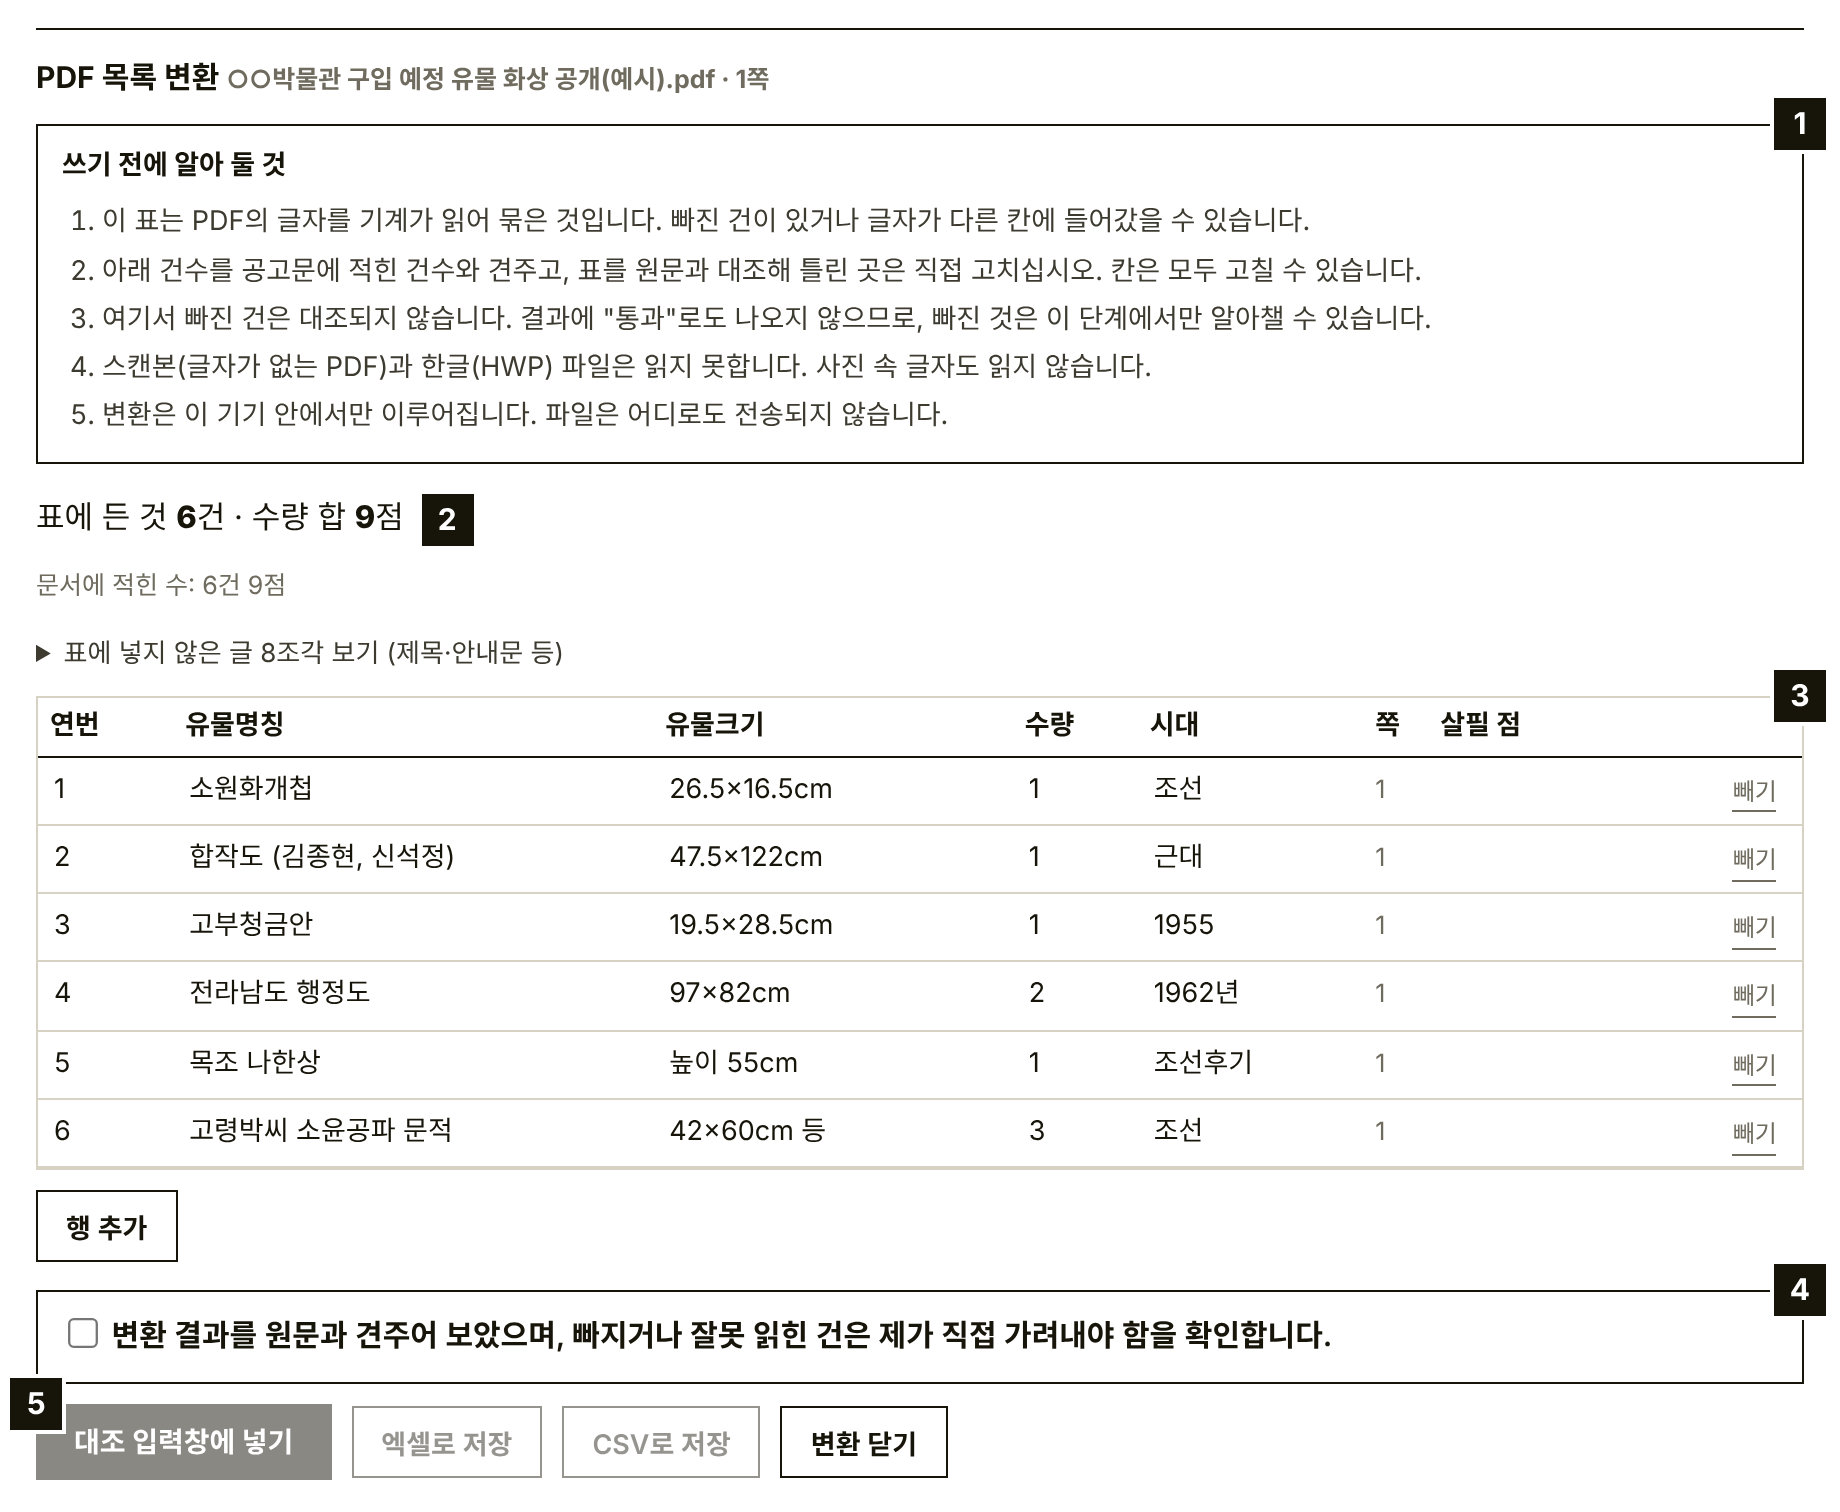 PDF 목록 변환 ○○박물관 구입 예정 유물 화상 공개(예시).pdf · 1쪽
1
쓰기 전에 알아 둘 것
1. 이 표는 PDF의 글자를 기계가 읽어 묶은 것입니다. 빠진 건이 있거나 글자가 다른 칸에 들어갔을 수 있습니다.
2. 아래 건수를 공고문에 적힌 건수와 견주고, 표를 원문과 대조해 틀린 곳은 직접 고치십시오. 칸은 모두 고칠 수 있습니다.
3. 여기서 빠진 건은 대조되지 않습니다. 결과에 "통과"로도 나오지 않으므로, 빠진 것은 이 단계에서만 알아챌 수 있습니다.
4. 스캔본(글자가 없는 PDF)과 한글(HWP) 파일은 읽지 못합니다. 사진 속 글자도 읽지 않습니다.
5. 변환은 이 기기 안에서만 이루어집니다. 파일은 어디로도 전송되지 않습니다.
표에 든 것 6건 · 수량 합 9점 2
문서에 적힌 수: 6건 9점
▶ 표에 넣지 않은 글 8조각 보기 (제목·안내문 등)
3
연번 유물명칭 유물크기 수량 시대 쪽 살필 점
1 소원화개첩 26.5×16.5cm 1 조선 1 빼기
2 합작도 (김종현, 신석정) 47.5×122cm 1 근대 1 빼기
3 고부청금안 19.5×28.5cm 1 1955 1 빼기
4 전라남도 행정도 97×82cm 2 1962년 1 빼기
5 목조 나한상 높이 55cm 1 조선후기 1 빼기
6 고령박씨 소윤공파 문적 42×60cm 등 3 조선 1 빼기
행 추가
4
변환 결과를 원문과 견주어 보았으며, 빠지거나 잘못 읽힌 건은 제가 직접 가려내야 함을 확인합니다.
5
대조 입력창에 넣기 엑셀로 저장 CSV로 저장 변환 닫기